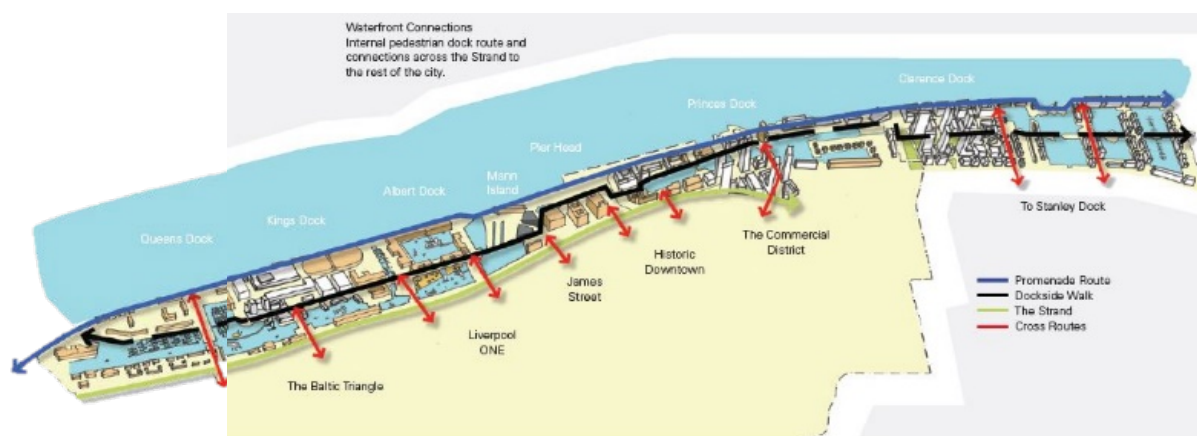 Waterfront Connections
Internal pedestrian dock route and
connections across the Strand to
the rest of the city.
Clarence Dock
Princes Dock
Pier Head
Mann
Island
Albert Dock
Kings Dock
Queens Dock
To Stanley Dock
The Commercial
District
Historic
Downtown
James
Street
Liverpool
ONE
The Baltic Triangle
Promenade Route
Dockside Walk
The Strand
Cross Routes